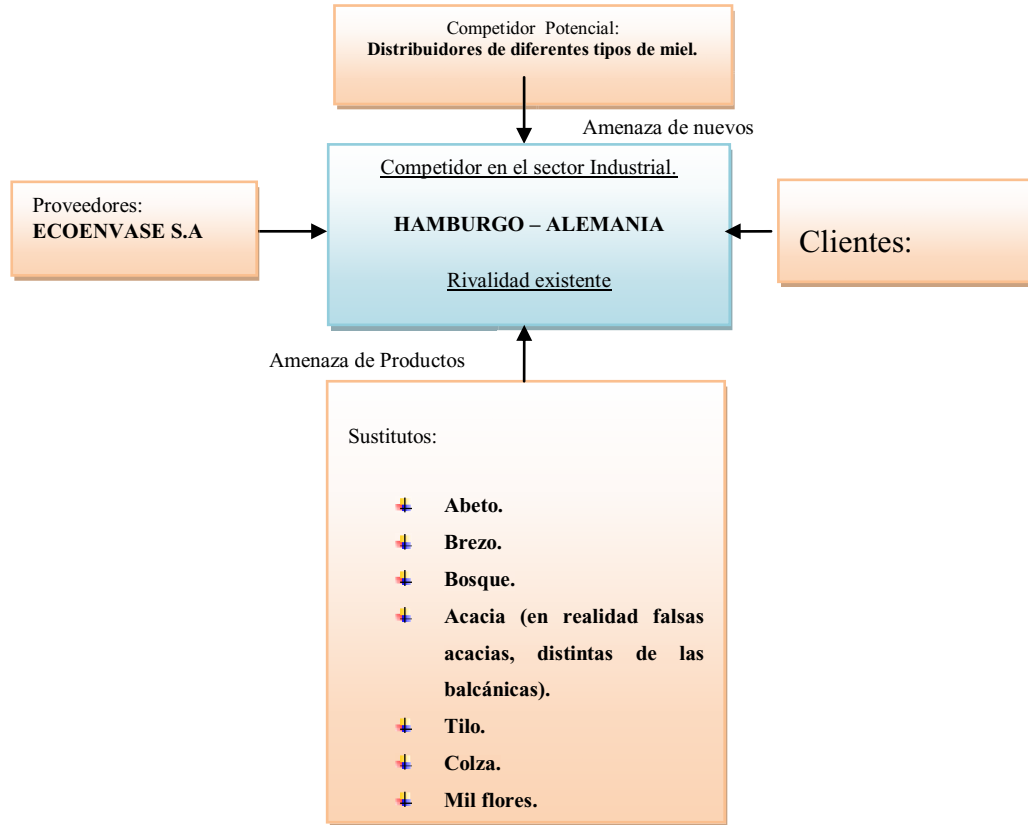 Competidor Potencial:
Distribuidores de diferentes tipos de miel.
Amenaza de nuevos
Competidor en el sector Industrial.
HAMBURGO – ALEMANIA
Rivalidad existente
Proveedores:
ECOENVASE S.A
Clientes:
Amenaza de Productos
Sustitutos:
Abeto.
Brezo.
Bosque.
Acacia (en realidad falsas
acacias, distintas de las
balcánicas).
Tilo.
Colza.
Mil flores.